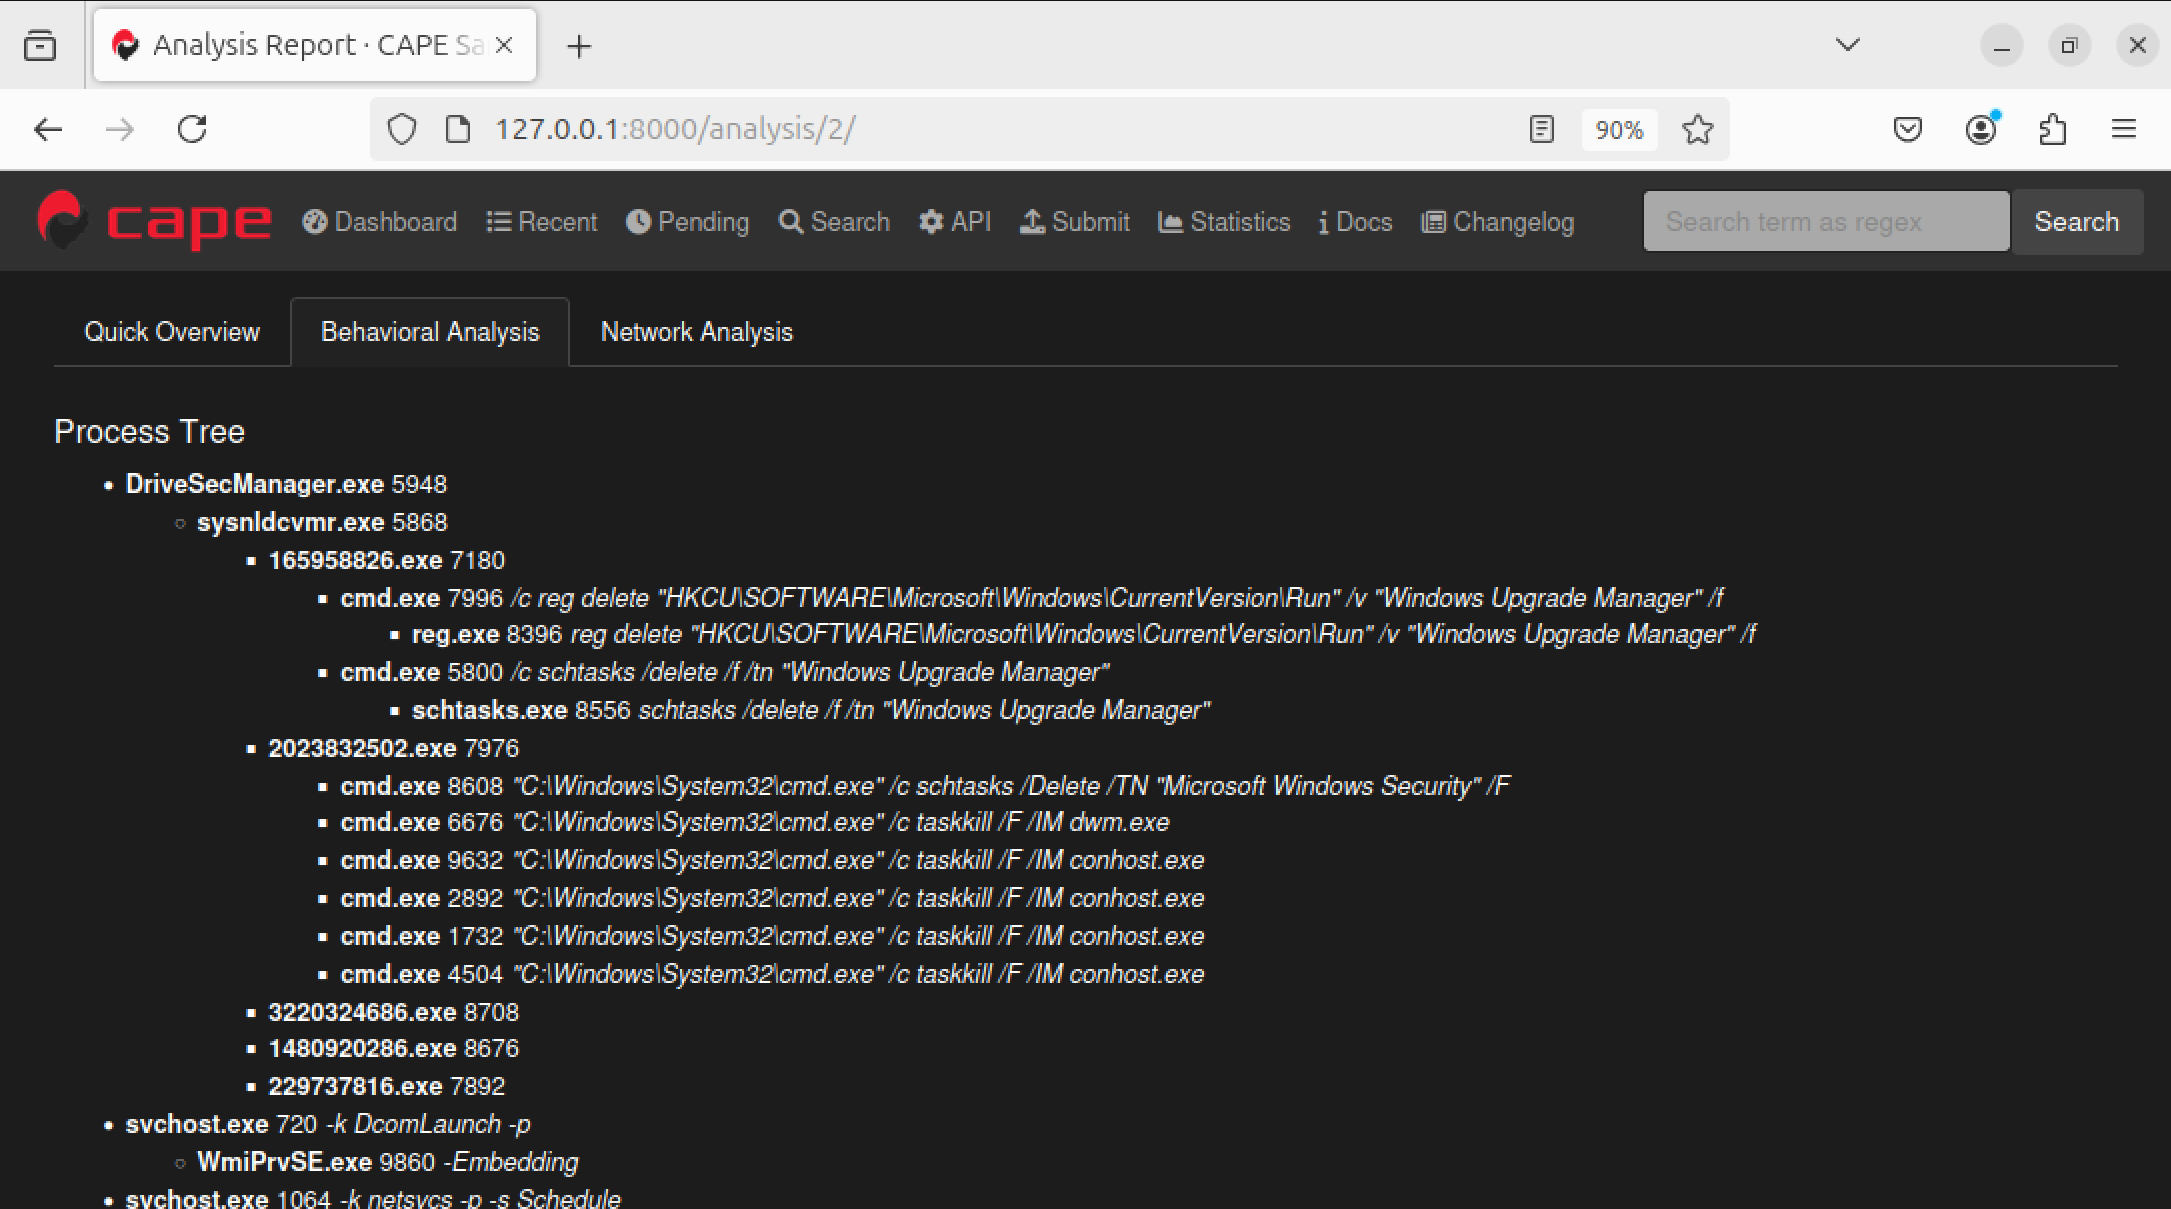 Analysis Report · CAPE Sa
127.0.0.1:8000/analysis/2/
90%
cape
Dashboard
Recent
Pending
Search
API
Submit
Statistics
Docs
Changelog
Search term as regex
Search
Quick Overview
Behavioral Analysis
Network Analysis
Process Tree
DriveSecManager.exe 5948
sysnldcvmr.exe 5868
165958826.exe 7180
cmd.exe 7996 /c reg delete "HKCU\SOFTWARE\Microsoft\Windows\CurrentVersion\Run" /v "Windows Upgrade Manager" /f
reg.exe 8396 reg delete "HKCU\SOFTWARE\Microsoft\Windows\CurrentVersion\Run" /v "Windows Upgrade Manager" /f
cmd.exe 5800 /c schtasks /delete /f /tn "Windows Upgrade Manager"
schtasks.exe 8556 schtasks /delete /f /tn "Windows Upgrade Manager"
2023832502.exe 7976
cmd.exe 8608 "C:\Windows\System32\cmd.exe" /c schtasks /Delete /TN "Microsoft Windows Security" /F
cmd.exe 6676 "C:\Windows\System32\cmd.exe" /c taskkill /F /IM dwm.exe
cmd.exe 9632 "C:\Windows\System32\cmd.exe" /c taskkill /F /IM conhost.exe
cmd.exe 2892 "C:\Windows\System32\cmd.exe" /c taskkill /F /IM conhost.exe
cmd.exe 1732 "C:\Windows\System32\cmd.exe" /c taskkill /F /IM conhost.exe
cmd.exe 4504 "C:\Windows\System32\cmd.exe" /c taskkill /F /IM conhost.exe
3220324686.exe 8708
1480920286.exe 8676
229737816.exe 7892
svchost.exe 720 -k DcomLaunch -p
WmiPrvSE.exe 9860 -Embedding
svchost.exe 1064 -k netsvcs -p -s Schedule